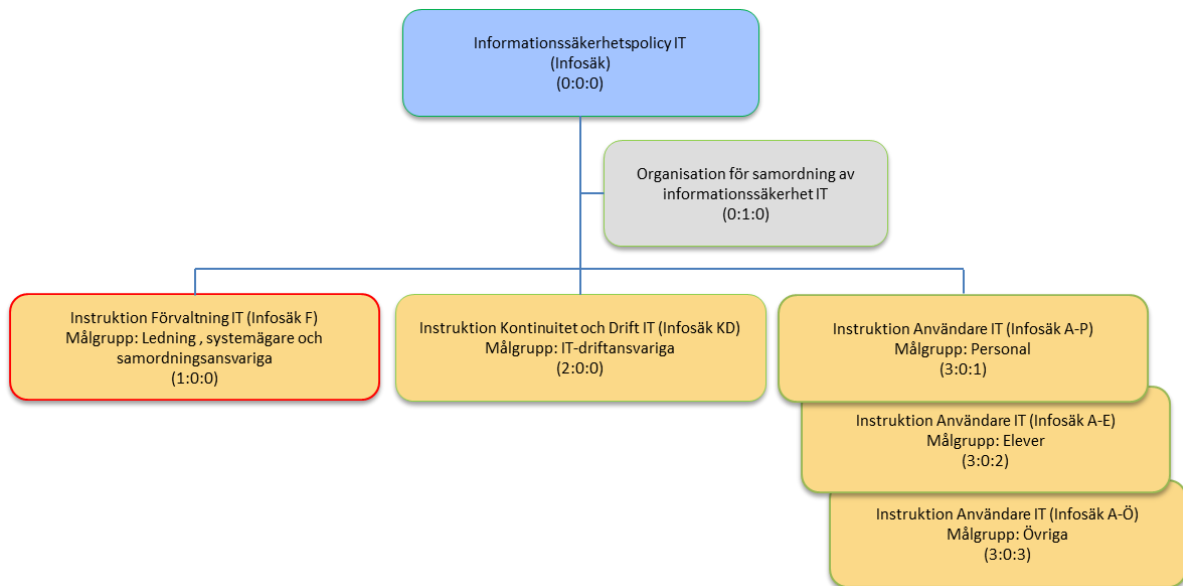 Informationssäkerhetspolicy IT
(Infosäk)
(0:0:0)
Organisation för samordning av
informationssäkerhet IT
(0:1:0)
Instruktion Förvaltning IT (Infosäk F)
Målgrupp: Ledning , systemägare och
samordningsansvariga
(1:0:0)
Instruktion Kontinuitet och Drift IT (Infosäk KD)
Målgrupp: IT-driftansvariga
(2:0:0)
Instruktion Användare IT (Infosäk A-P)
Målgrupp: Personal
(3:0:1)
Instruktion Användare IT (Infosäk A-E)
Målgrupp: Elever
(3:0:2)
Instruktion Användare IT (Infosäk A-Ö)
Målgrupp: Övriga
(3:0:3)